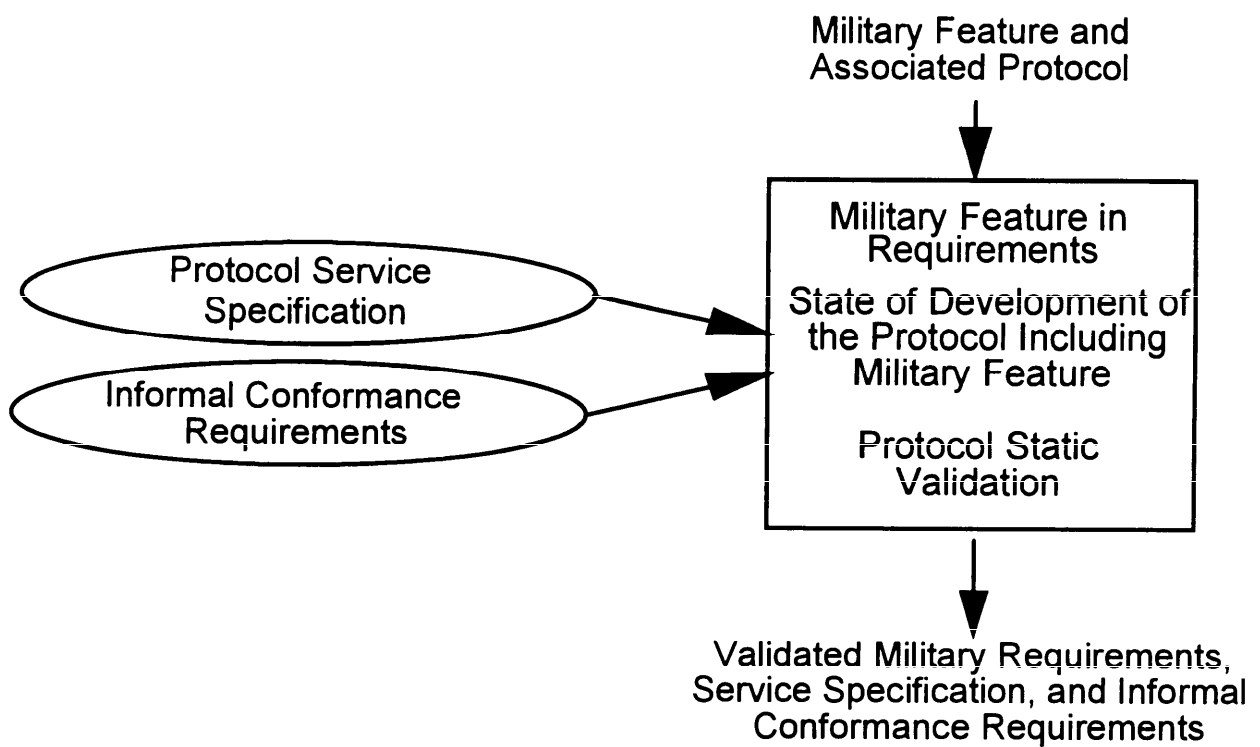 Military Feature and
Associated Protocol
Military Feature in
Requirements
Protocol Service
Specification
State of Development of
the Protocol Including
Military Feature
Informal Conformance
Requirements
Protocol Static
Validation
Validated Military Requirements,
Service Specification, and Informal
Conformance Requirements